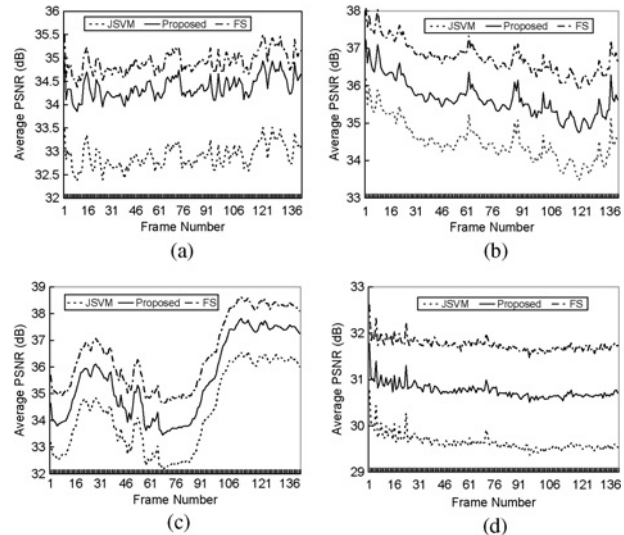 36
35.5
35
34.5
34
33.5
33
32.5
32
JSVM Proposed FS
Average PSNR (dB)
1 16 31 46 61 76 91 106 121 136
Frame Number
(a)
38
37
36
35
34
33
JSVM Proposed FS
Average PSNR (dB)
1 16 31 46 61 76 91 106 121 136
Frame Number
(b)
39
38
37
36
35
34
33
32
JSVM Proposed FS
Average PSNR (dB)
1 16 31 46 61 76 91 106 121 136
Frame Number
(c)
33
32
31
30
29
JSVM Proposed FS
Average PSNR (dB)
1 16 31 46 61 76 91 106 121 136
Frame Number
(d)